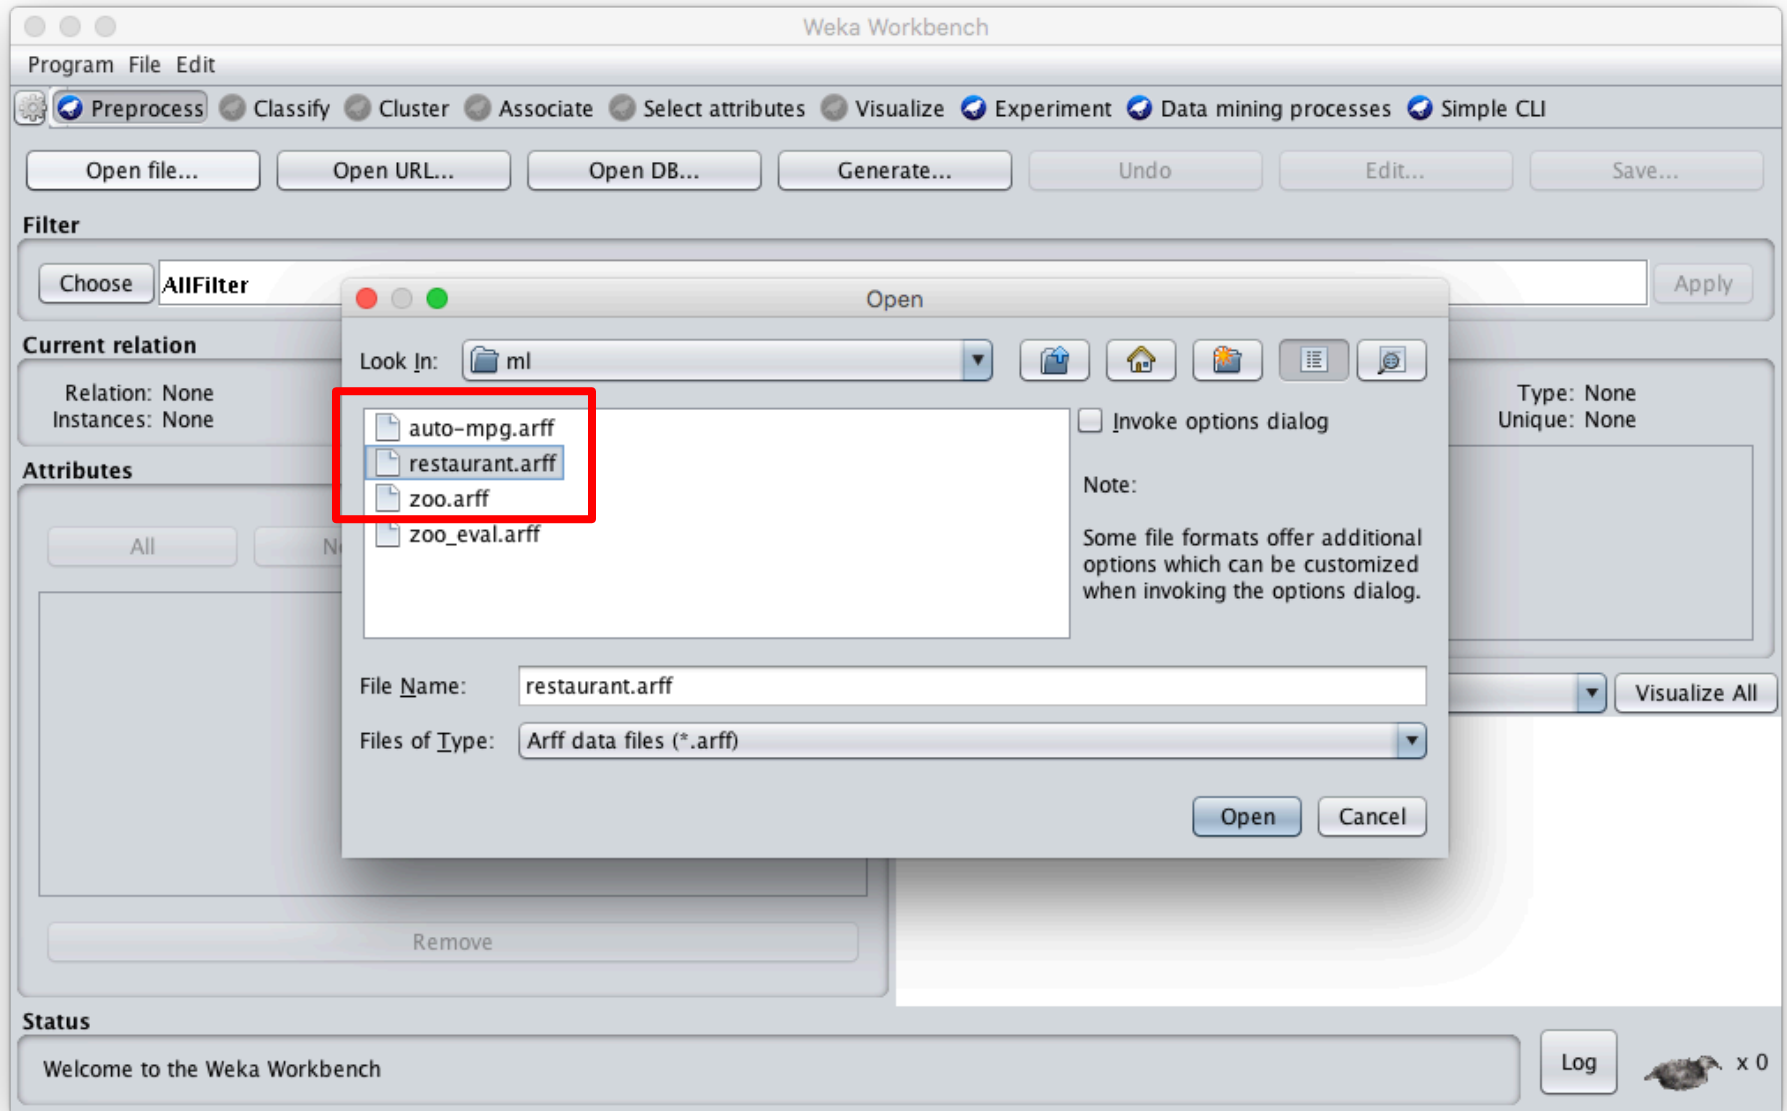 Weka Workbench
Program File Edit
Preprocess Classify Cluster Associate Select attributes Visualize Experiment Data mining processes Simple CLI
Open file... Open URL... Open DB... Generate... Undo Edit... Save...
Filter
Choose AllFilter Apply
Open
Current relation
Look In: ml
Relation: None Type: None
Instances: None Unique: None
auto-mpg.arff
Invoke options dialog
restaurant.arff
Attributes
Note:
zoo.arff
zoo_eval.arff
Some file formats offer additional
options which can be customized
when invoking the options dialog.
All
File Name: restaurant.arff
Visualize All
Files of Type: Arff data files (*.arff)
Open Cancel
Remove
Status
Welcome to the Weka Workbench
Log x 0